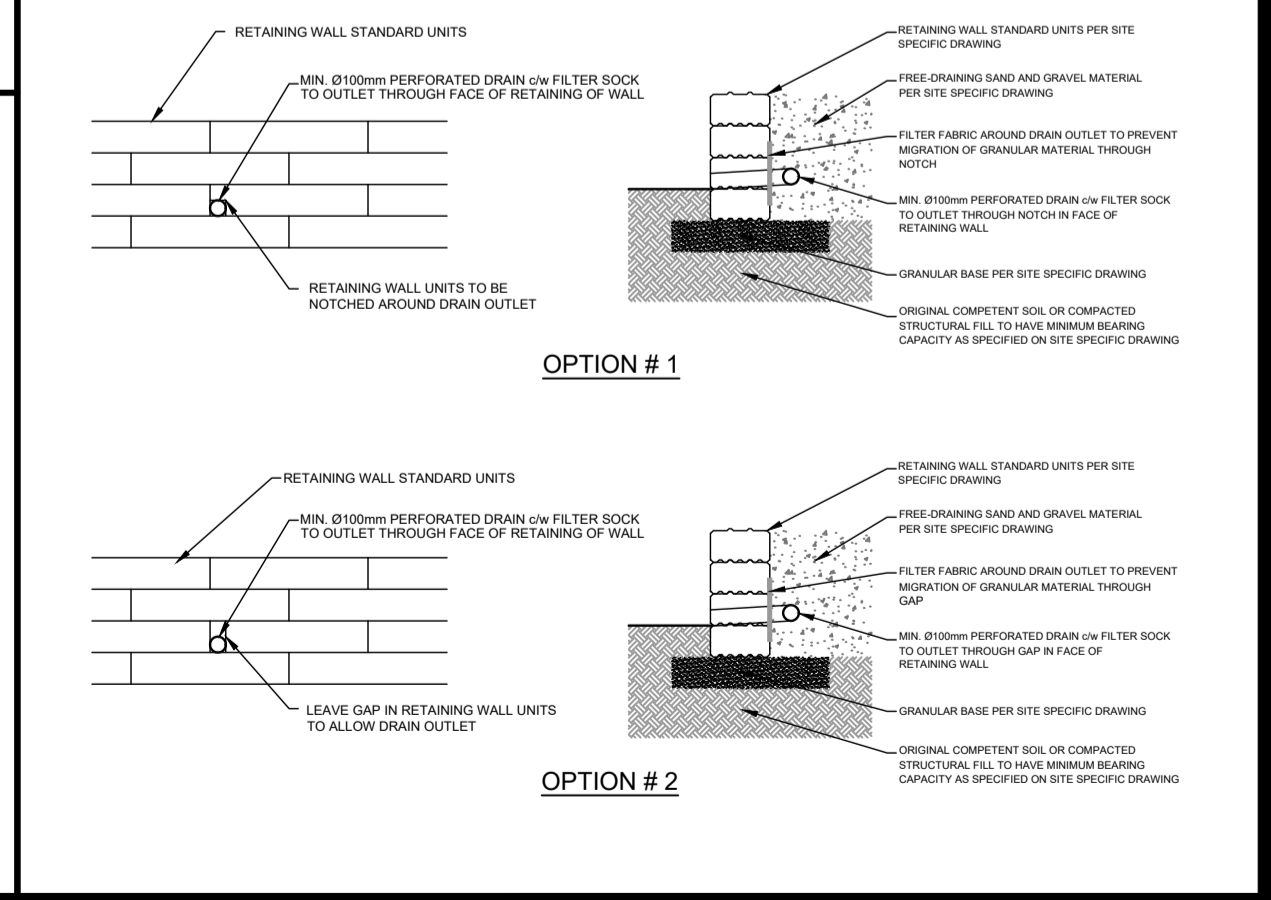 RETAINING WALL STANDARD UNITS
MIN. Ø100mm PERFORATED DRAIN c/w FILTER SOCK
TO OUTLET THROUGH FACE OF RETAINING OF WALL
RETAINING WALL UNITS TO BE
NOTCHED AROUND DRAIN OUTLET
RETAINING WALL STANDARD UNITS PER SITE
SPECIFIC DRAWING
FREE-DRAINING SAND AND GRAVEL MATERIAL
PER SITE SPECIFIC DRAWING
FILTER FABRIC AROUND DRAIN OUTLET TO PREVENT
MIGRATION OF GRANULAR MATERIAL THROUGH
NOTCH
MIN. Ø100mm PERFORATED DRAIN c/w FILTER SOCK
TO OUTLET THROUGH NOTCH IN FACE OF
RETAINING WALL
GRANULAR BASE PER SITE SPECIFIC DRAWING
ORIGINAL COMPETENT SOIL OR COMPACTED
STRUCTURAL FILL TO HAVE MINIMUM BEARING
CAPACITY AS SPECIFIED ON SITE SPECIFIC DRAWING
OPTION # 1
RETAINING WALL STANDARD UNITS
MIN. Ø100mm PERFORATED DRAIN c/w FILTER SOCK
TO OUTLET THROUGH FACE OF RETAINING OF WALL
LEAVE GAP IN RETAINING WALL UNITS
TO ALLOW DRAIN OUTLET
RETAINING WALL STANDARD UNITS PER SITE
SPECIFIC DRAWING
FREE-DRAINING SAND AND GRAVEL MATERIAL
PER SITE SPECIFIC DRAWING
FILTER FABRIC AROUND DRAIN OUTLET TO PREVENT
MIGRATION OF GRANULAR MATERIAL THROUGH
GAP
MIN. Ø100mm PERFORATED DRAIN c/w FILTER SOCK
TO OUTLET THROUGH GAP IN FACE OF
RETAINING WALL
GRANULAR BASE PER SITE SPECIFIC DRAWING
ORIGINAL COMPETENT SOIL OR COMPACTED
STRUCTURAL FILL TO HAVE MINIMUM BEARING
CAPACITY AS SPECIFIED ON SITE SPECIFIC DRAWING
OPTION # 2